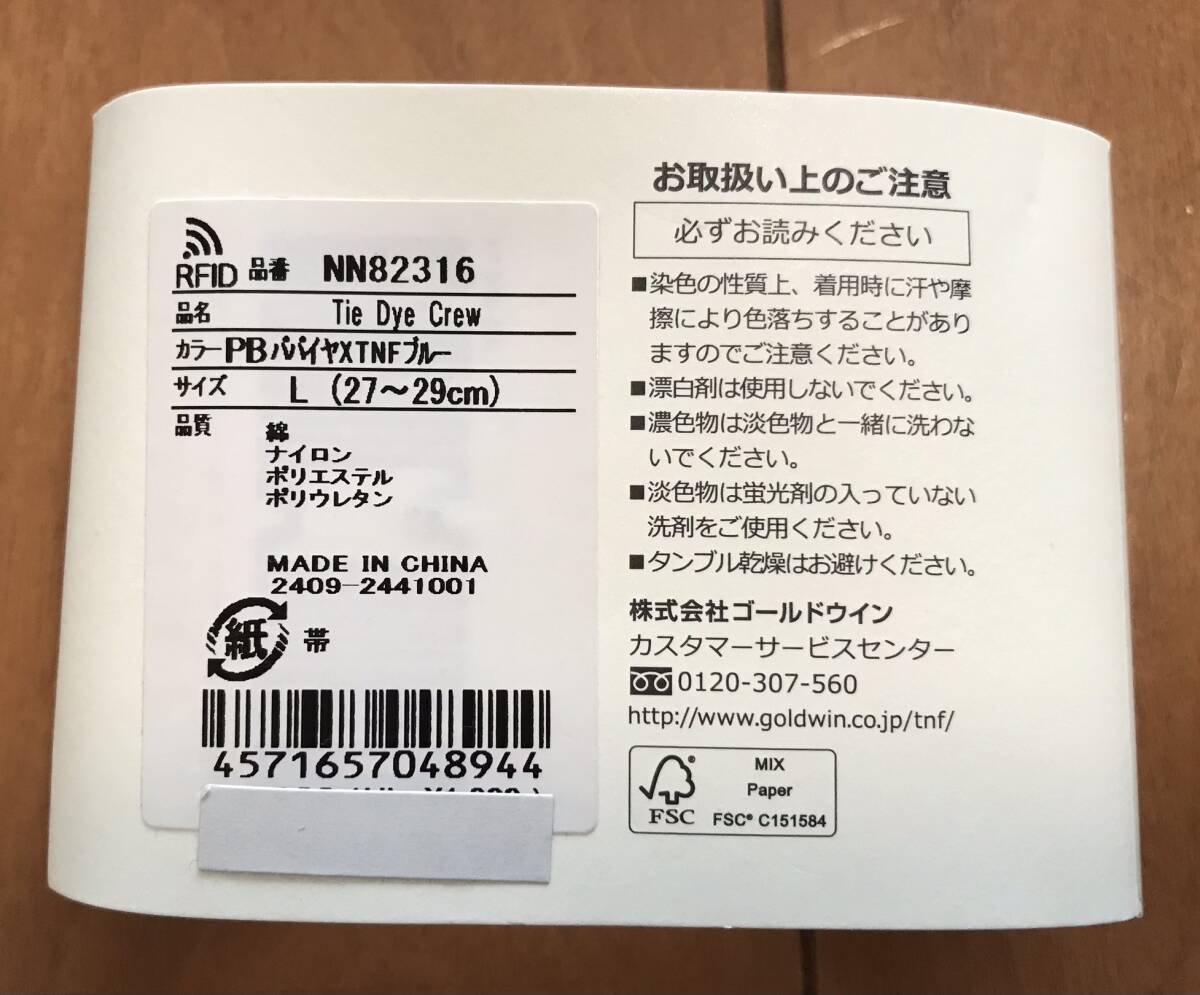 RFID 品番 NN82316
品名 Tie Dye Crew
カラー PB パパイヤXTNFブルー
サイズ L (27～29cm)
品質 綿
ナイロン
ポリエステル
ポリウレタン
MADE IN CHINA
2409-2441001
紙 帯
4571657048944
お取扱い上のご注意
必ずお読みください
■染色の性質上、着用時に汗や摩
擦により色落ちすることがあり
ますのでご注意ください。
■漂白剤は使用しないでください。
■濃色物は淡色物と一緒に洗わな
いでください。
■淡色物は蛍光剤の入っていない
洗剤をご使用ください。
■タンブル乾燥はお避けください。
株式会社ゴールドウイン
カスタマーサービスセンター
0120-307-560
http://www.goldwin.co.jp/tnf/
FSC
MIX
Paper
FSC® C151584